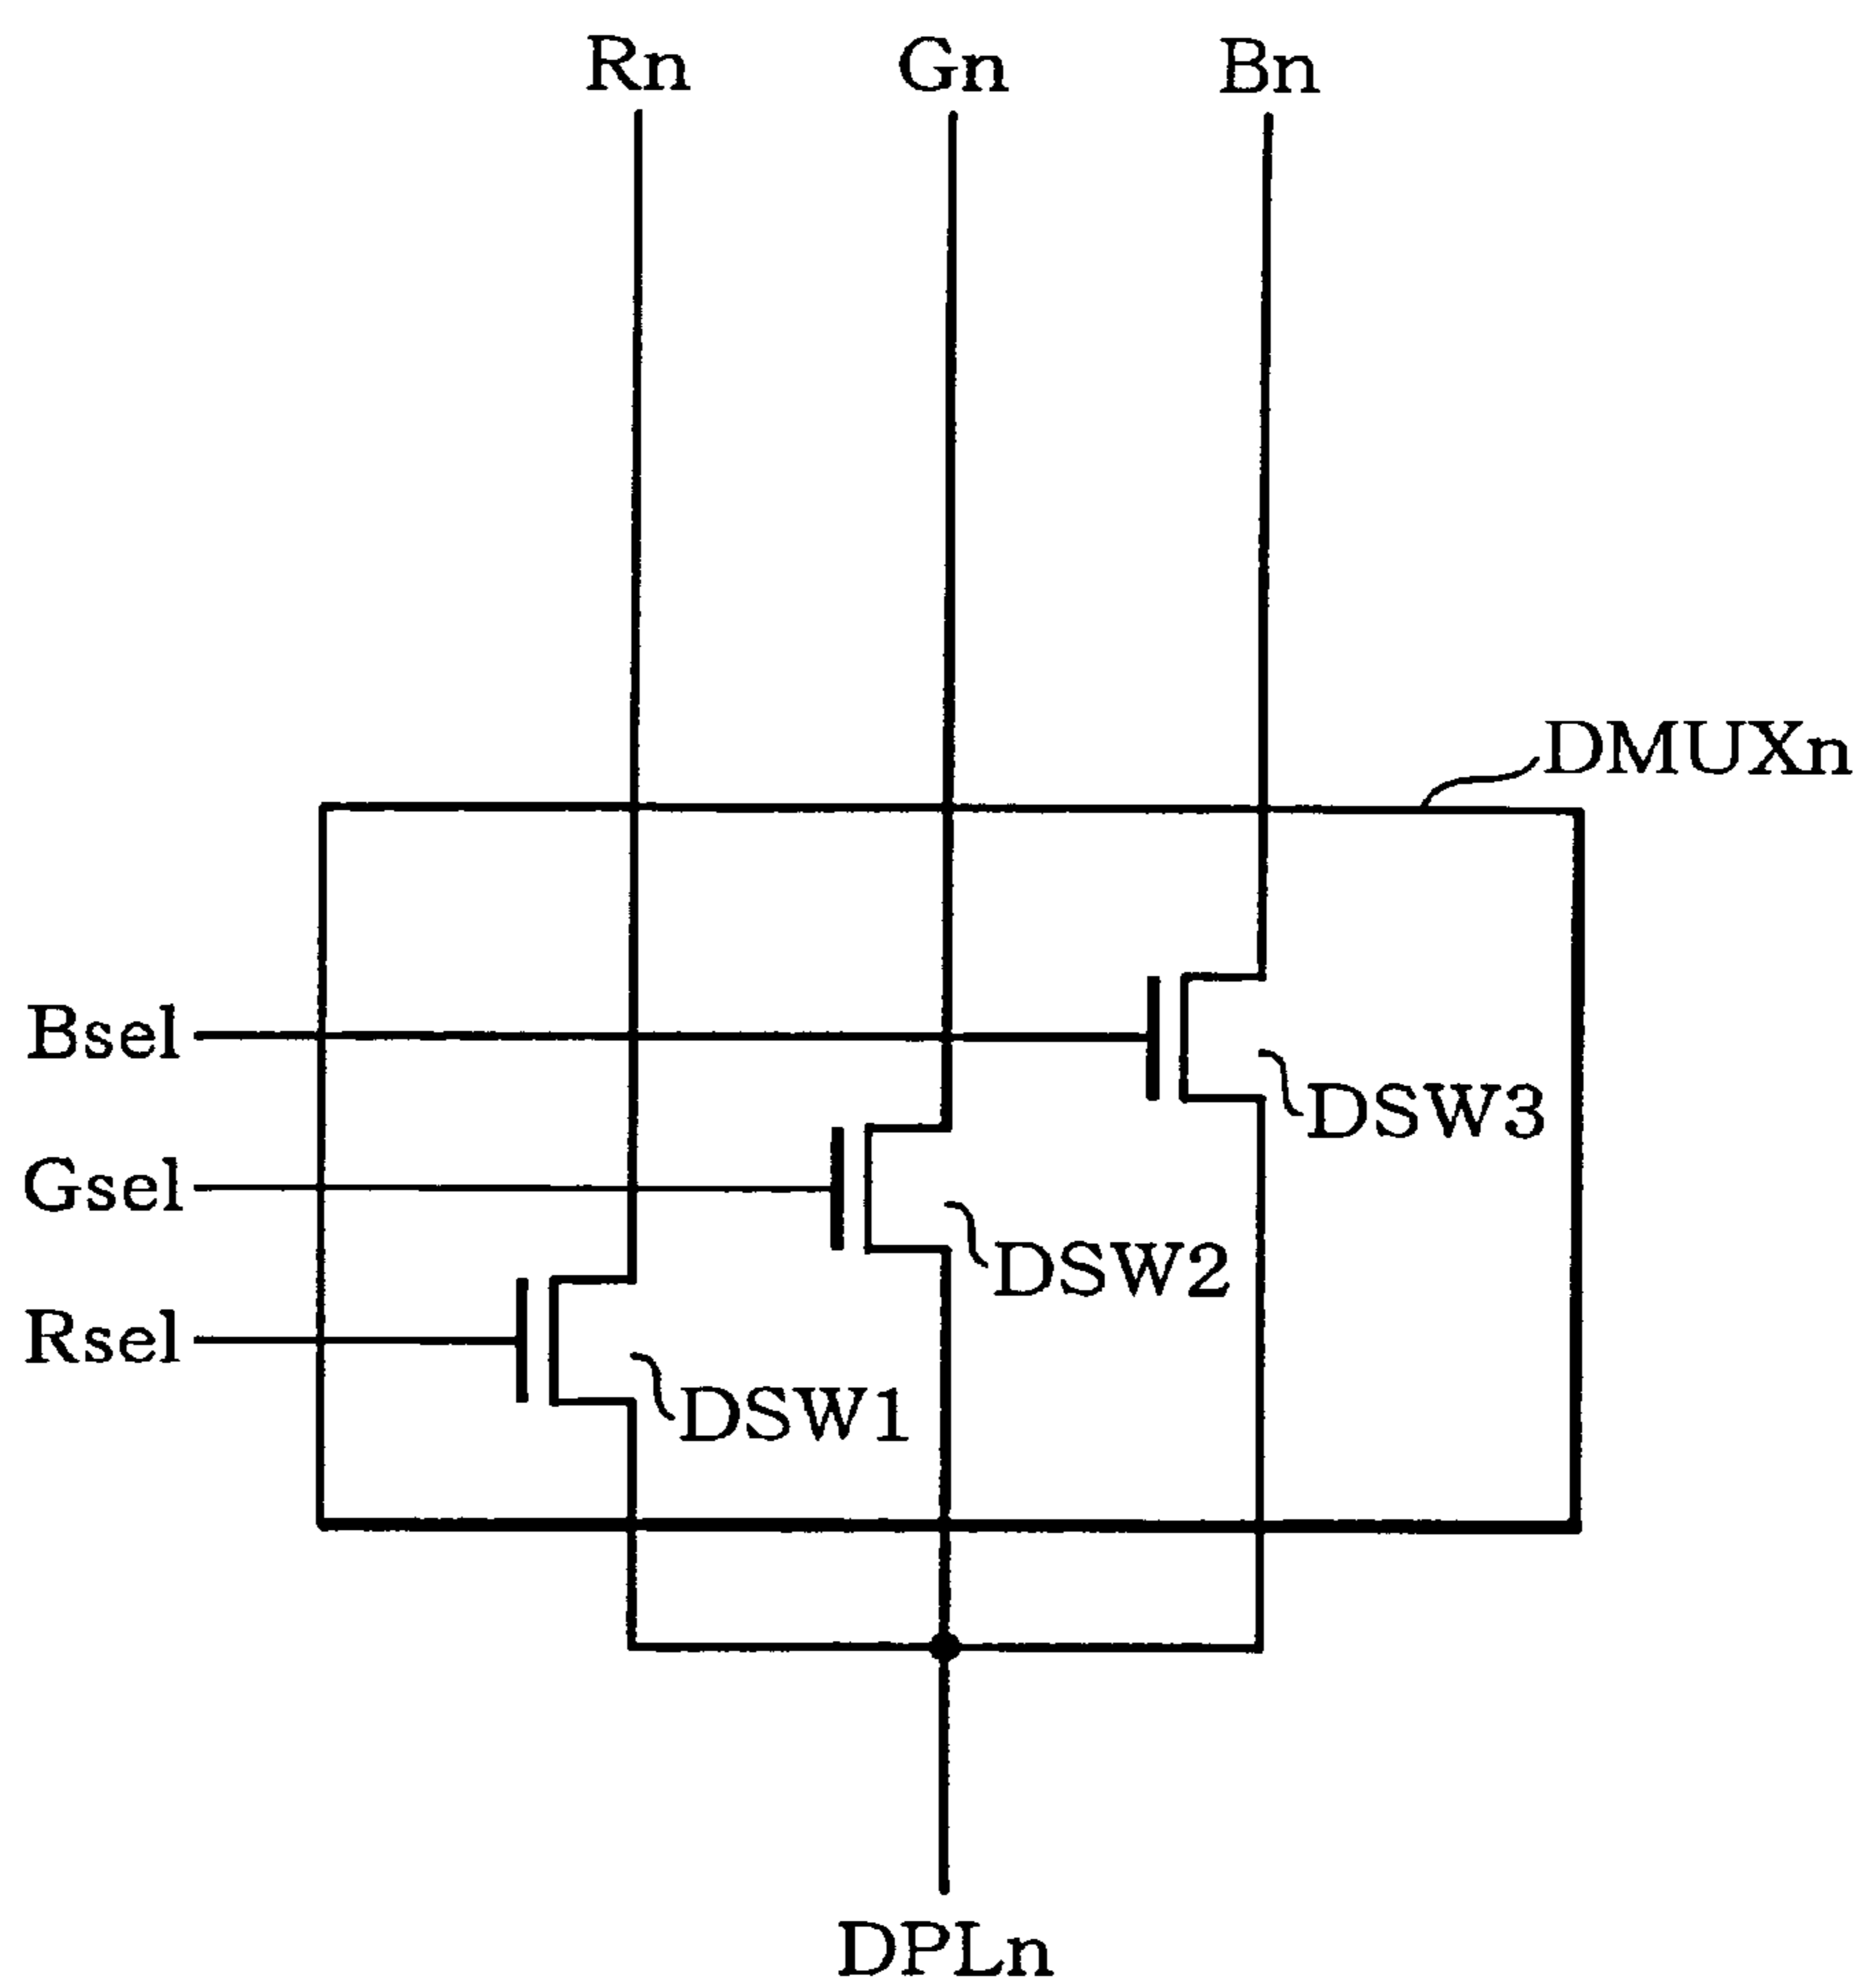 Rn Gn Bn
DMUXn
Bsel
DSW3
Gsel
DSW2
Rsel
DSW1
DPLn